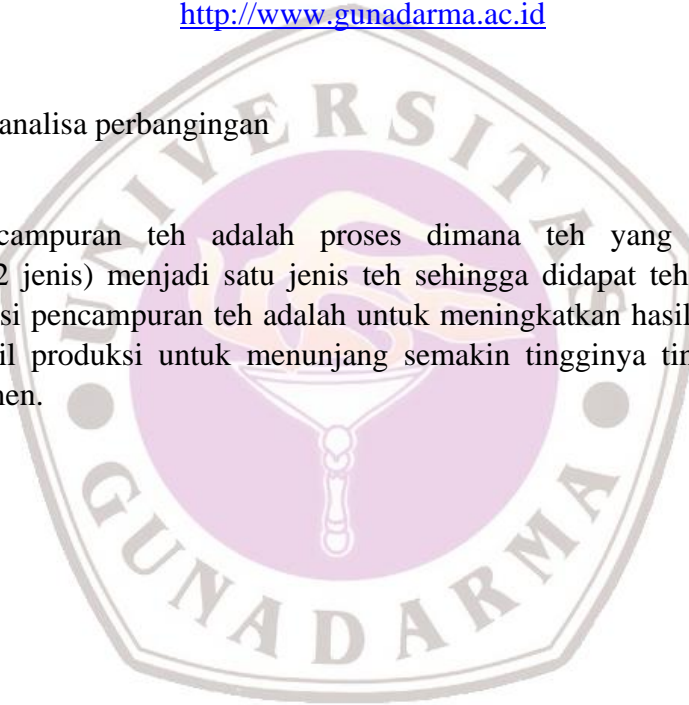 http://www.gunadarma.ac.id
analisa perbangingan
campuran teh adalah proses dimana teh yang
2 jenis) menjadi satu jenis teh sehingga didapat teh
si pencampuran teh adalah untuk meningkatkan hasil
il produksi untuk menunjang semakin tingginya tin
nen.
UNIVERSITAS
GUNADARMA